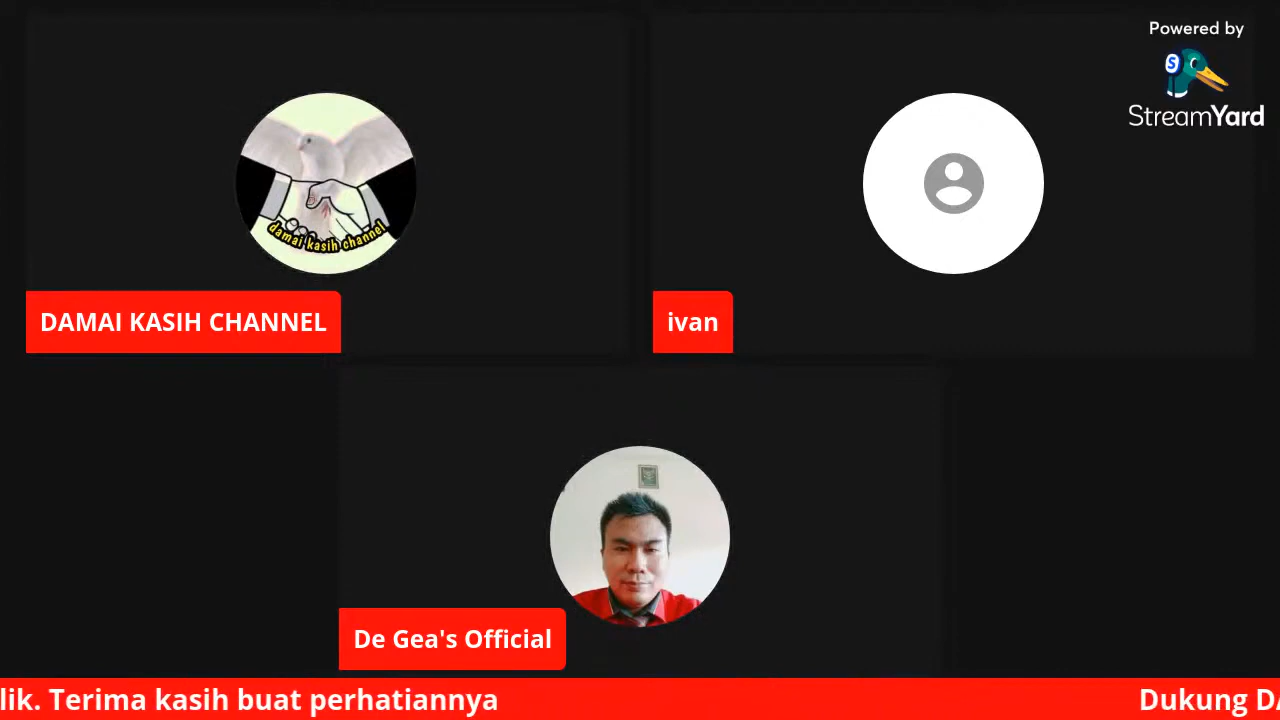 Powered by
StreamYard
damai kasih channel
DAMAI KASIH CHANNEL
ivan
De Gea's Official
lik. Terima kasih buat perhatiannya
Dukung DA